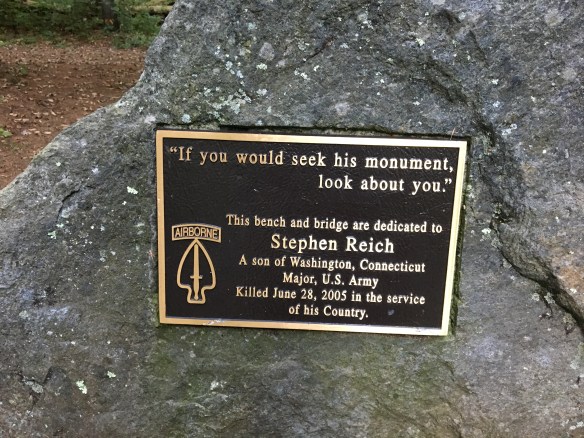 “If you would seek his monument,
look about you.”
This bench and bridge are dedicated to
Stephen Reich
A son of Washington, Connecticut
Major, U.S. Army
Killed June 28, 2005 in the service
of his Country.
AIRBORNE